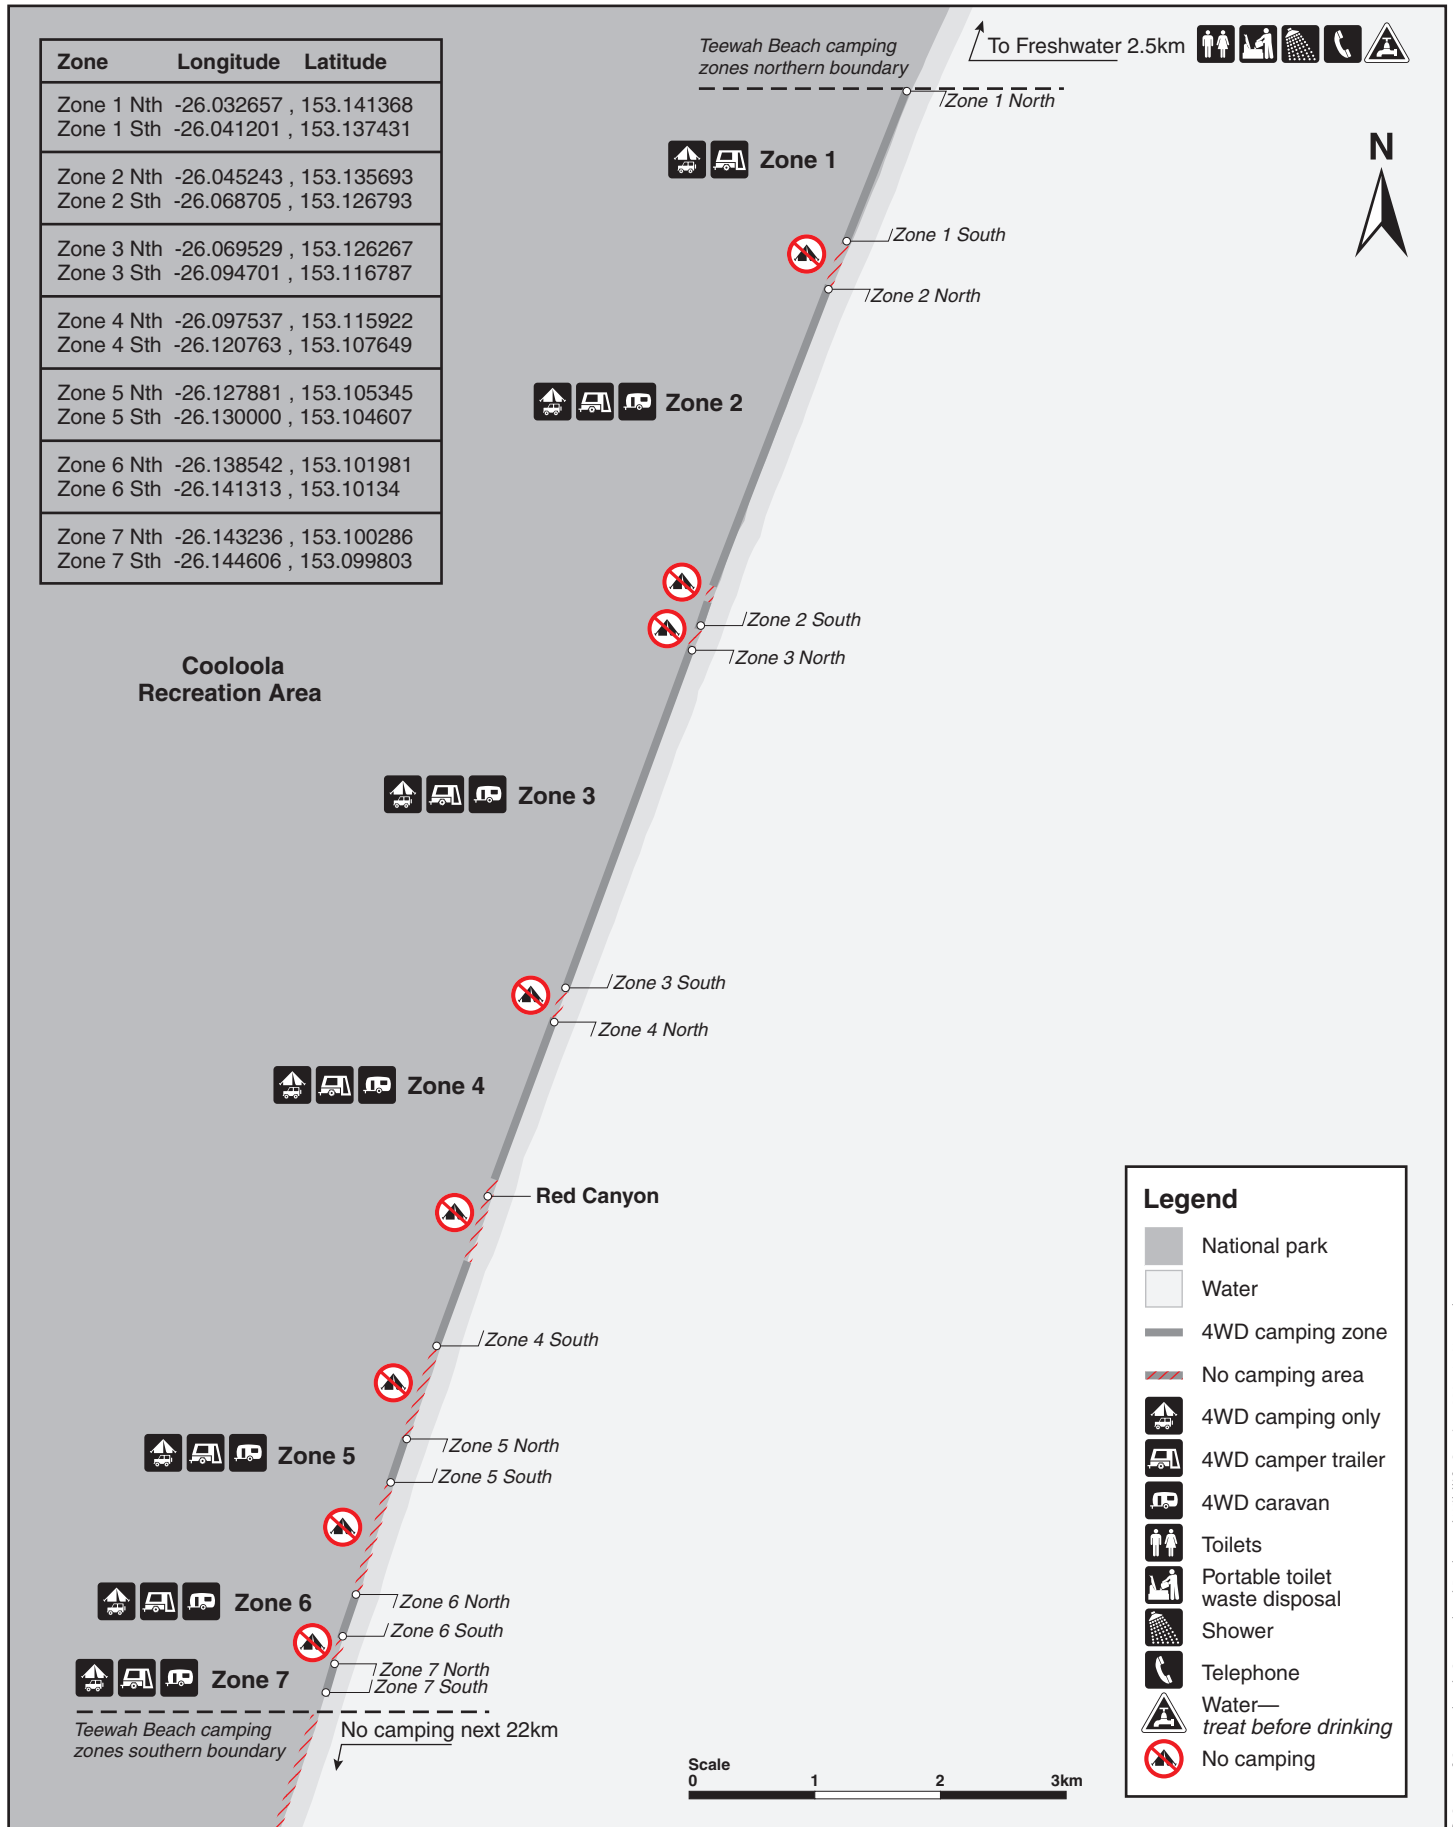 Zone Longitude Latitude
Zone 1 Nth -26.032657 , 153.141368
Zone 1 Sth -26.041201 , 153.137431
Zone 2 Nth -26.045243 , 153.135693
Zone 2 Sth -26.068705 , 153.126793
Zone 3 Nth -26.069529 , 153.126267
Zone 3 Sth -26.094701 , 153.116787
Zone 4 Nth -26.097537 , 153.115922
Zone 4 Sth -26.120763 , 153.107649
Zone 5 Nth -26.127881 , 153.105345
Zone 5 Sth -26.130000 , 153.104607
Zone 6 Nth -26.138542 , 153.101981
Zone 6 Sth -26.141313 , 153.10134
Zone 7 Nth -26.143236 , 153.100286
Zone 7 Sth -26.144606 , 153.099803
Teewah Beach camping
zones northern boundary
To Freshwater 2.5km
Zone 1 North
N
Zone 1
Zone 1 South
Zone 2 North
Zone 2
Zone 2 South
Zone 3 North
Cooloola
Recreation Area
Zone 3
Zone 3 South
Zone 4 North
Zone 4
Red Canyon
Zone 4 South
Zone 5 North
Zone 5
Zone 5 South
Zone 6 North
Zone 6
Zone 6 South
Zone 7 North
Zone 7
Zone 7 South
Teewah Beach camping
zones southern boundary
No camping next 22km
Scale
0 1 2 3km
Legend
National park
Water
4WD camping zone
No camping area
4WD camping only
4WD camper trailer
4WD caravan
Toilets
Portable toilet
waste disposal
Shower
Telephone
Water—
treat before drinking
No camping